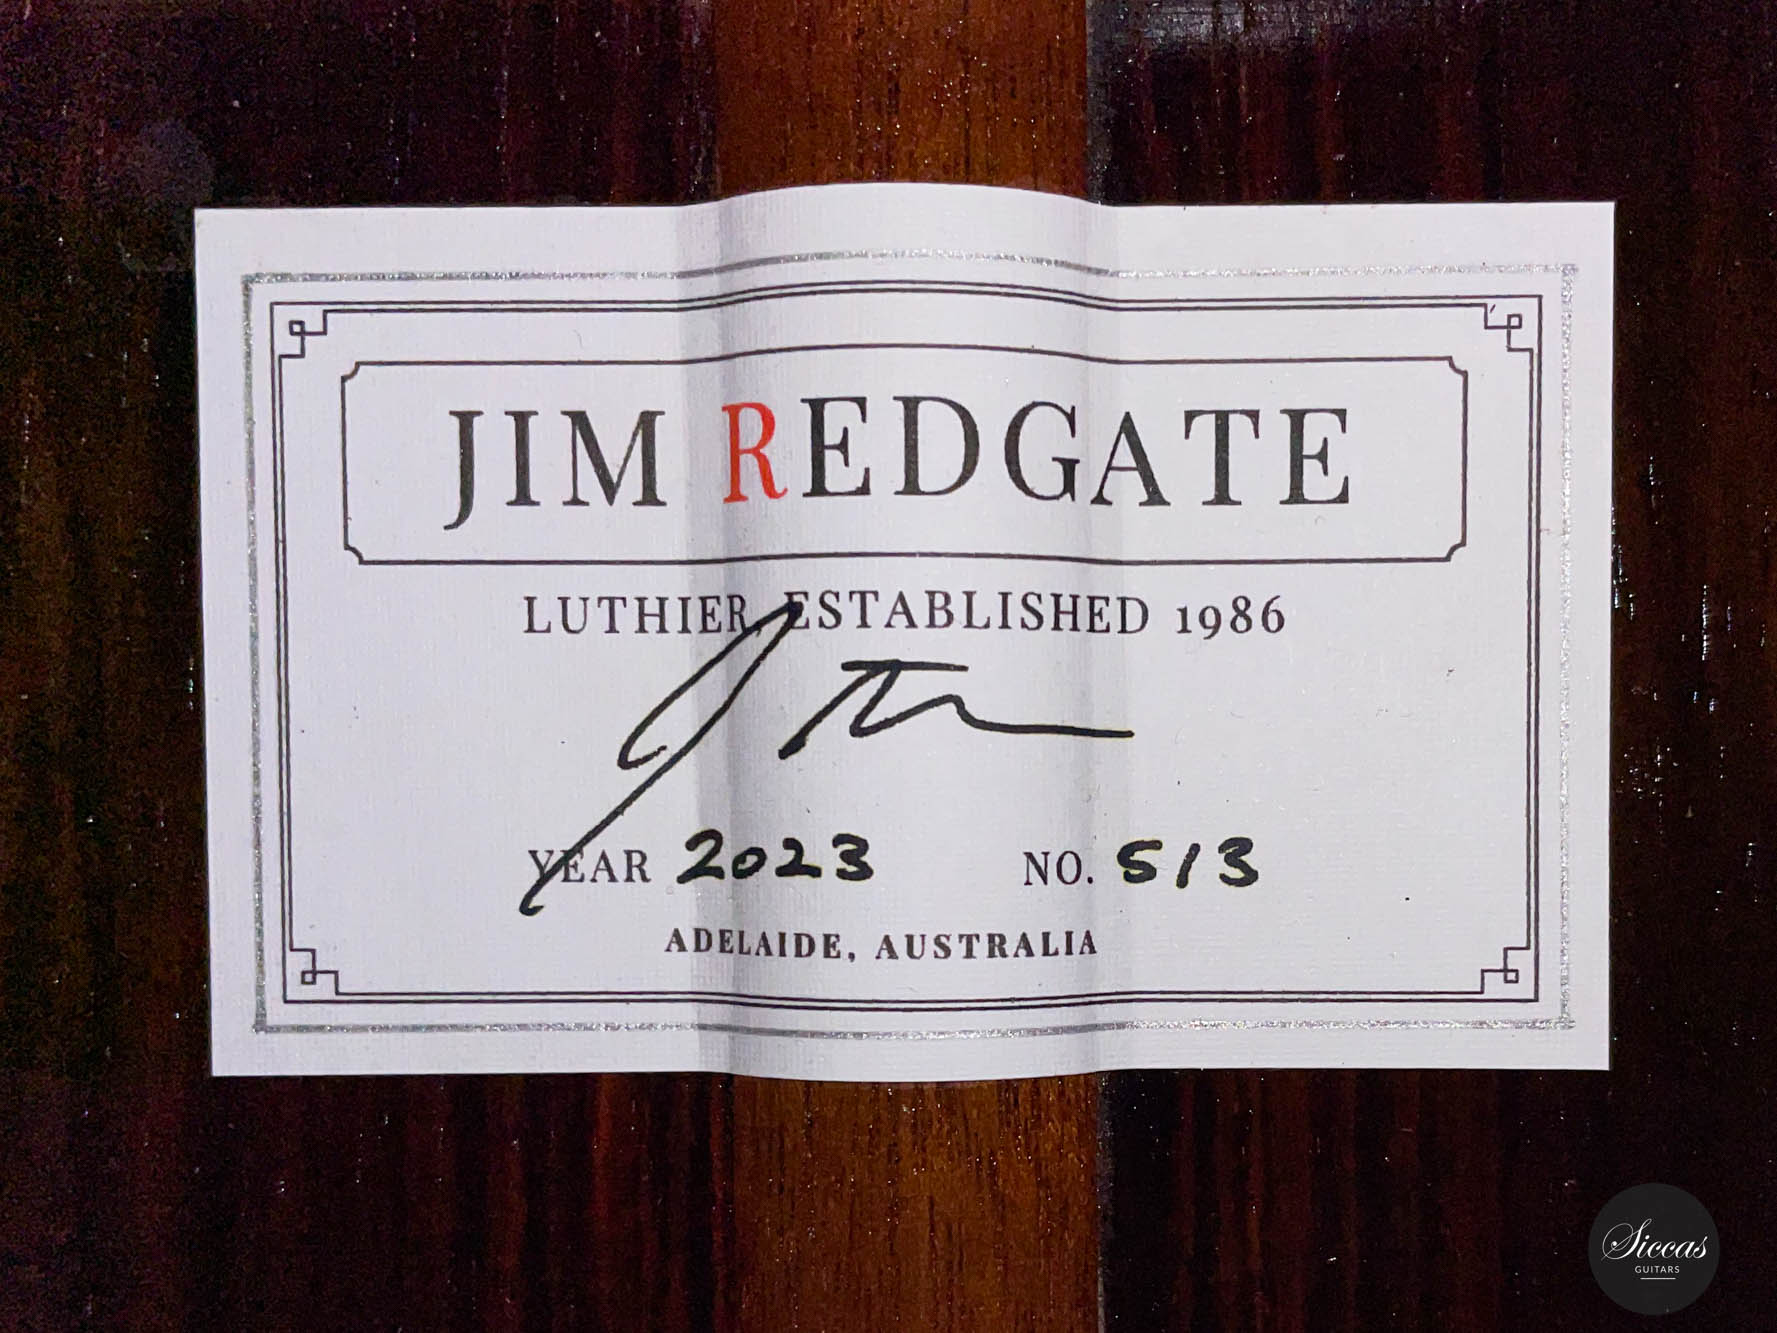 JIM REDGATE
LUTHIER, ESTABLISHED 1986
YEAR 2023 NO. 513
ADELAIDE, AUSTRALIA
Siccas
GUITARS